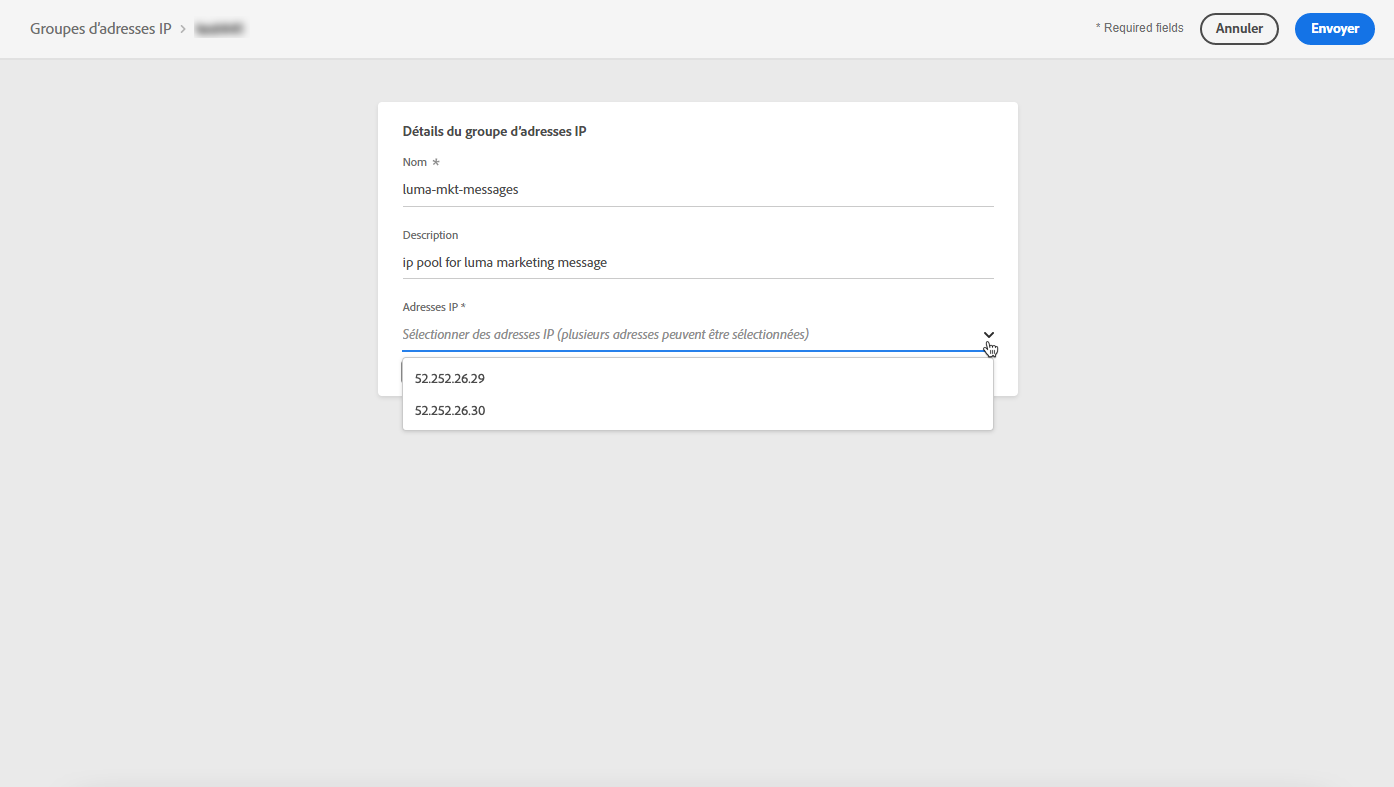 Groupes d'adresses IP >
* Required fields
Annuler
Envoyer
Détails du groupe d'adresses IP
Nom *
luma-mkt-messages
Description
ip pool for luma marketing message
Adresses IP *
Sélectionner des adresses IP (plusieurs adresses peuvent être sélectionnées)
52.252.26.29
52.252.26.30